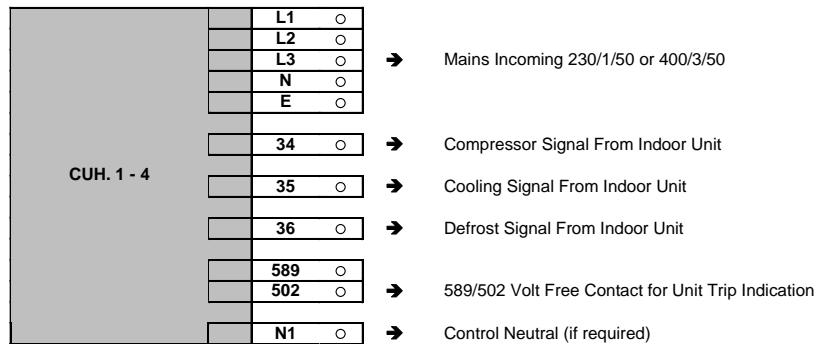 L1
L2
L3 Mains Incoming 230/1/50 or 400/3/50
N
E
34 Compressor Signal From Indoor Unit
CUH. 1 - 4
35 Cooling Signal From Indoor Unit
36 Defrost Signal From Indoor Unit
589
502 589/502 Volt Free Contact for Unit Trip Indication
N1 Control Neutral (if required)